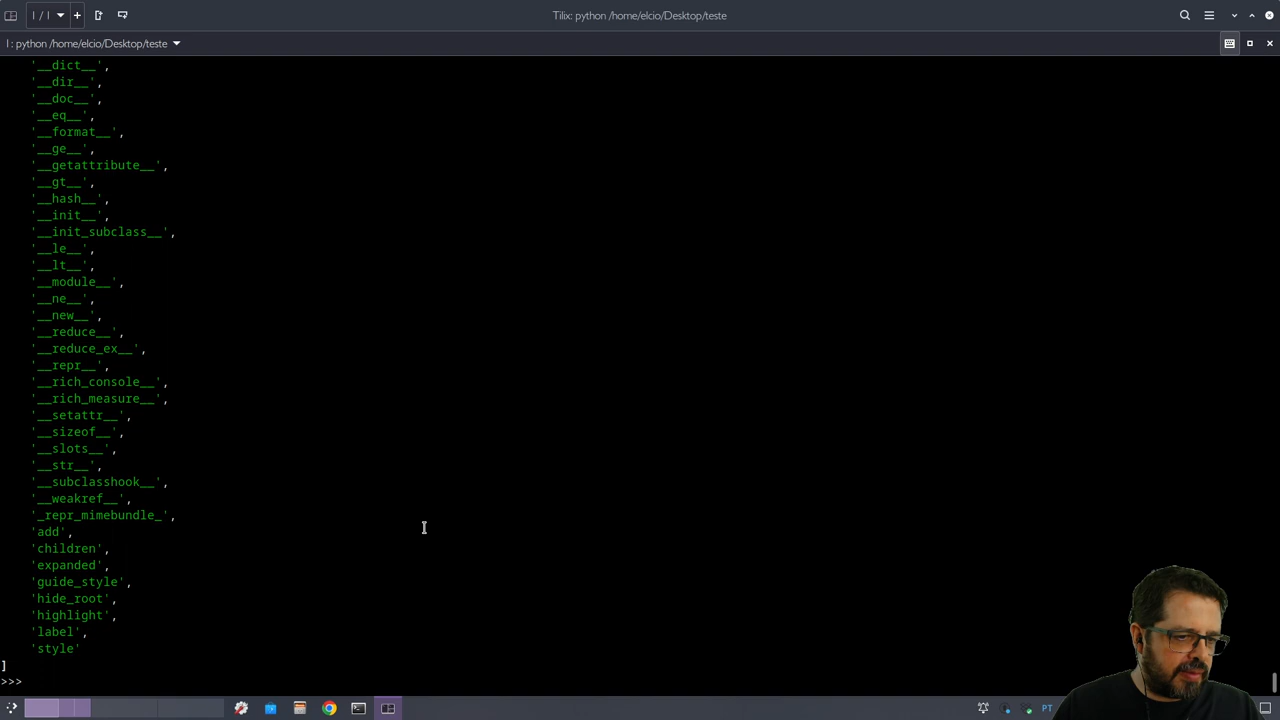 1 / 1
Tilix: python /home/elcio/Desktop/teste
1: python /home/elcio/Desktop/teste
'__dict__',
'__dir__',
'__doc__',
'__eq__',
'__format__',
'__ge__',
'__getattribute__',
'__gt__',
'__hash__',
'__init__',
'__init_subclass__',
'__le__',
'__lt__',
'__module__',
'__ne__',
'__new__',
'__reduce__',
'__reduce_ex__',
'__repr__',
'__rich_console__',
'__rich_measure__',
'__setattr__',
'__sizeof__',
'__slots__',
'__str__',
'__subclasshook__',
'__weakref__',
'_repr_mimebundle_',
'add',
'children',
'expanded',
'guide_style',
'hide_root',
'highlight',
'label',
'style'
]
>>>
PT